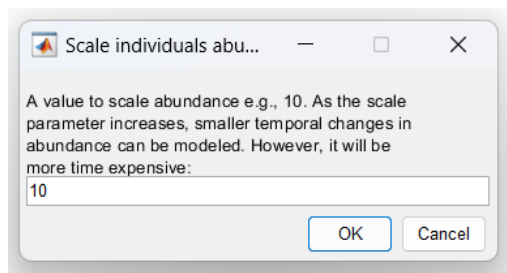 Scale individuals abu...
A value to scale abundance e.g., 10. As the scale
parameter increases, smaller temporal changes in
abundance can be modeled. However, it will be
more time expensive:
10
OK Cancel